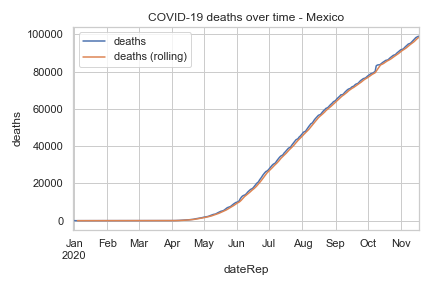 COVID-19 deaths over time - Mexico
deaths
deaths (rolling)
100000
80000
60000
40000
20000
0
deaths
Jan Feb Mar Apr May Jun Jul Aug Sep Oct Nov
2020
dateRep